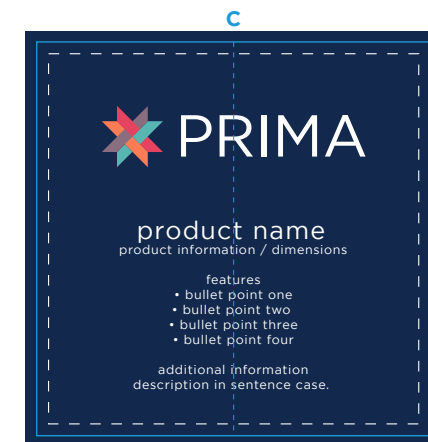 C
PRIMA
product name
product information / dimensions
features
• bullet point one
• bullet point two
• bullet point three
• bullet point four
additional information
description in sentence case.